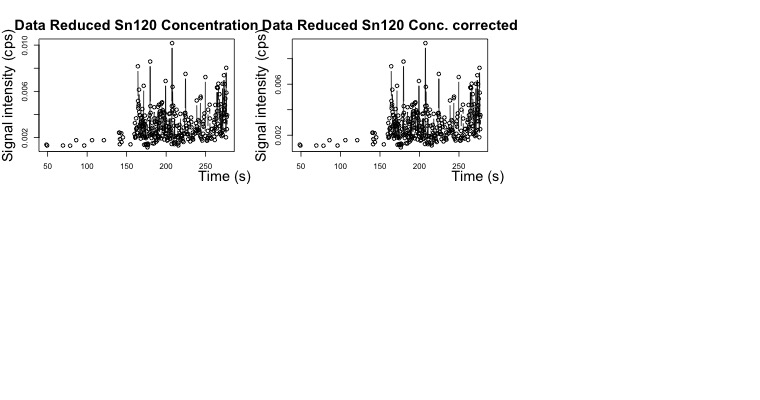 Data Reduced Sn120 Concentration
Signal intensity (cps)
0.002
0.006
0.010
50 100 150 200 250
Time (s)
Data Reduced Sn120 Conc. corrected
Signal intensity (cps)
0.002
0.006
50 100 150 200 250
Time (s)